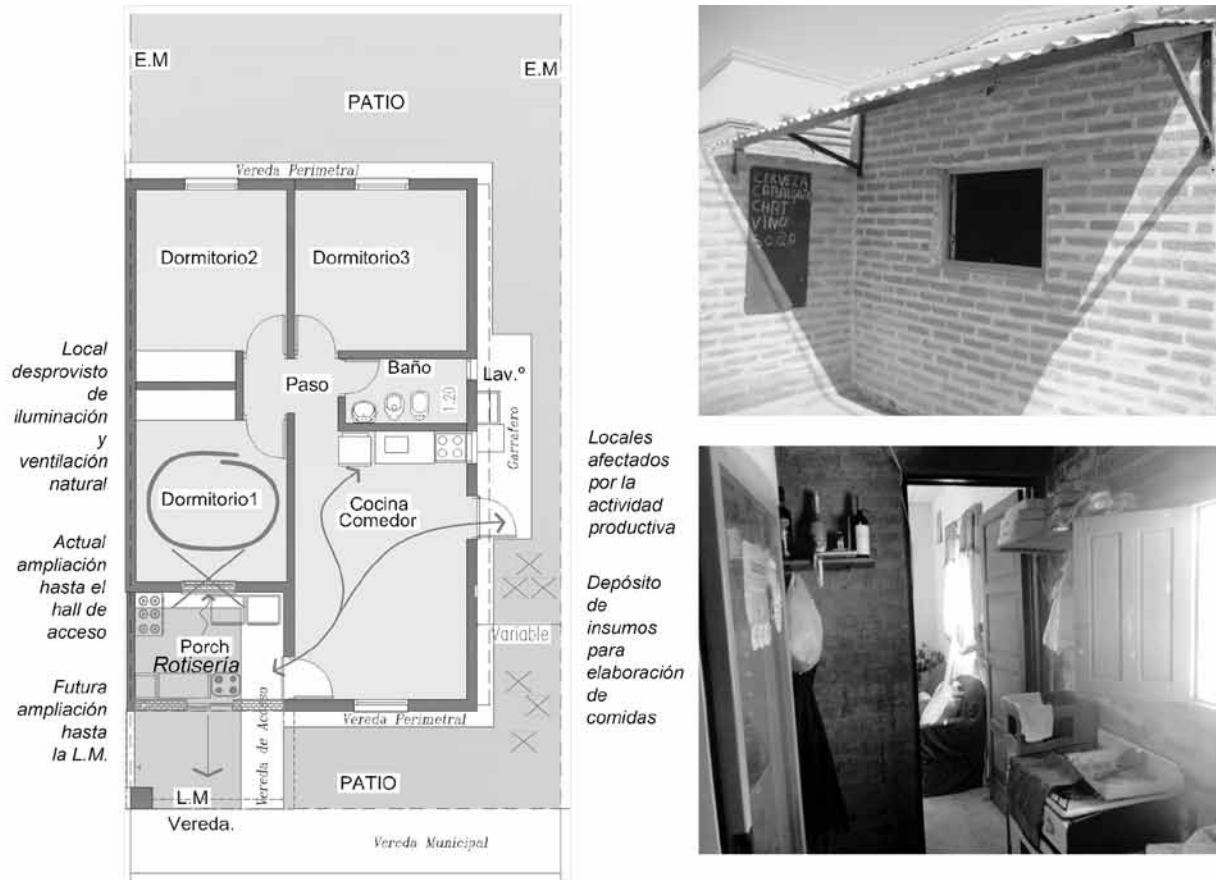 E.M
E.M
PATIO
Vereda Perimetral
Dormitorio2
Dormitorio3
Local
desprovisto
de
iluminación
y
ventilación
natural
Paso
Baño
1.20
Lav.º
Garrafero
Dormitorio1
Cocina
Comedor
Actual
ampliación
hasta el
hall de
acceso
Porch
Rotisería
Variable
Futura
ampliación
hasta
la L.M.
Vereda de Acceso
Vereda Perimetral
PATIO
L.M
Vereda.
Vereda Municipal
Locales
afectados
por la
actividad
productiva
Depósito
de
insumos
para
elaboración
de
comidas
CERVEZA
VINO